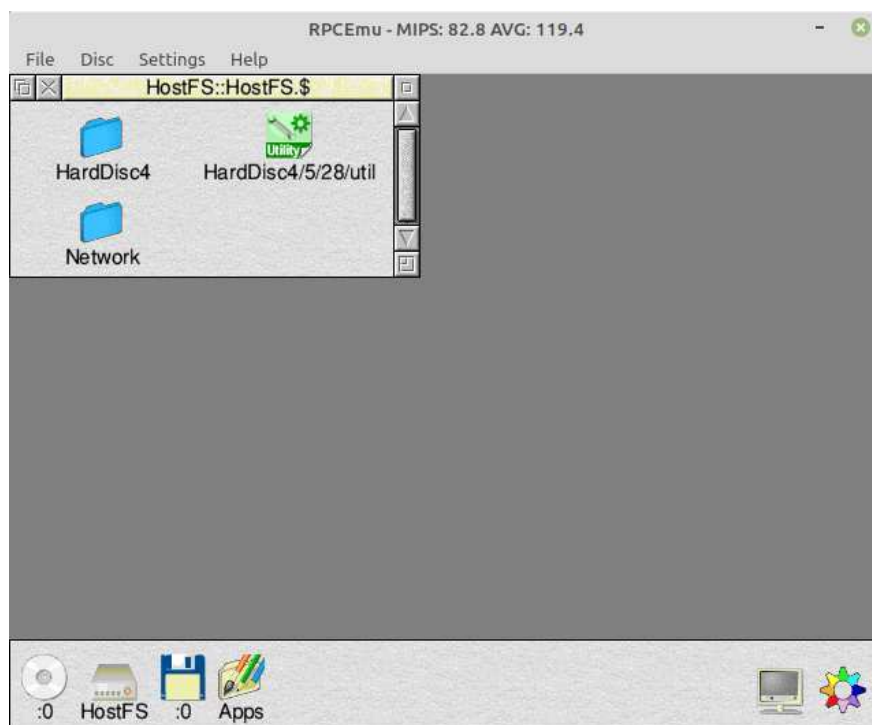 RPCEmu - MIPS: 82.8 AVG: 119.4
File Disc Settings Help
HostFS::HostFS.$
Utility
HardDisc4 HardDisc4/5/28/util
Network
:0 HostFS :0 Apps